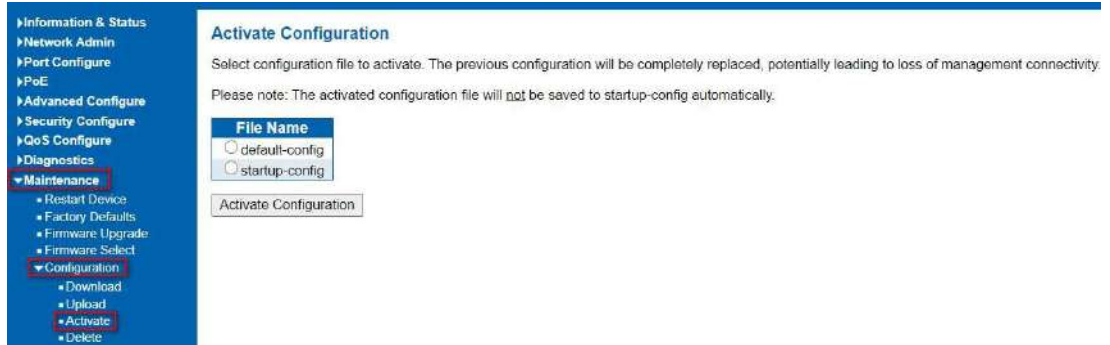 Information & Status
Network Admin
Port Configure
PoE
Advanced Configure
Security Configure
QoS Configure
Diagnostics
Maintenance
Restart Device
Factory Defaults
Firmware Upgrade
Firmware Select
Configuration
Download
Upload
Activate
Delete
Activate Configuration
Select configuration file to activate. The previous configuration will be completely replaced, potentially leading to loss of management connectivity.
Please note: The activated configuration file will not be saved to startup-config automatically.
File Name
default-config
startup-config
Activate Configuration